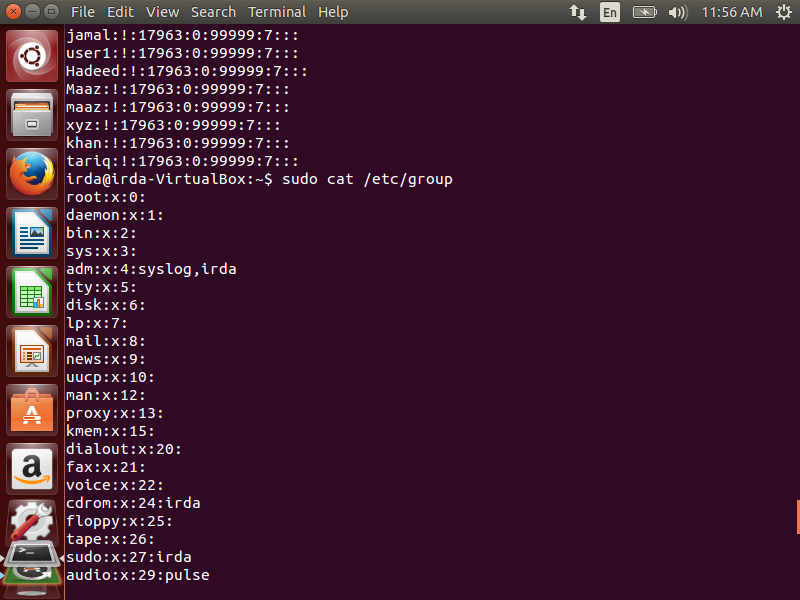 File Edit View Search Terminal Help En 11:56 AM
jamal:!:17963:0:99999:7:::
user1:!:17963:0:99999:7:::
Hadeed:!:17963:0:99999:7:::
Maaz:!:17963:0:99999:7:::
maaz:!:17963:0:99999:7:::
xyz:!:17963:0:99999:7:::
khan:!:17963:0:99999:7:::
tariq:!:17963:0:99999:7:::
irda@irda-VirtualBox:~$ sudo cat /etc/group
root:x:0:
daemon:x:1:
bin:x:2:
sys:x:3:
adm:x:4:syslog,irda
tty:x:5:
disk:x:6:
lp:x:7:
mail:x:8:
news:x:9:
uucp:x:10:
man:x:12:
proxy:x:13:
kmem:x:15:
dialout:x:20:
fax:x:21:
voice:x:22:
cdrom:x:24:irda
floppy:x:25:
tape:x:26:
sudo:x:27:irda
audio:x:29:pulse